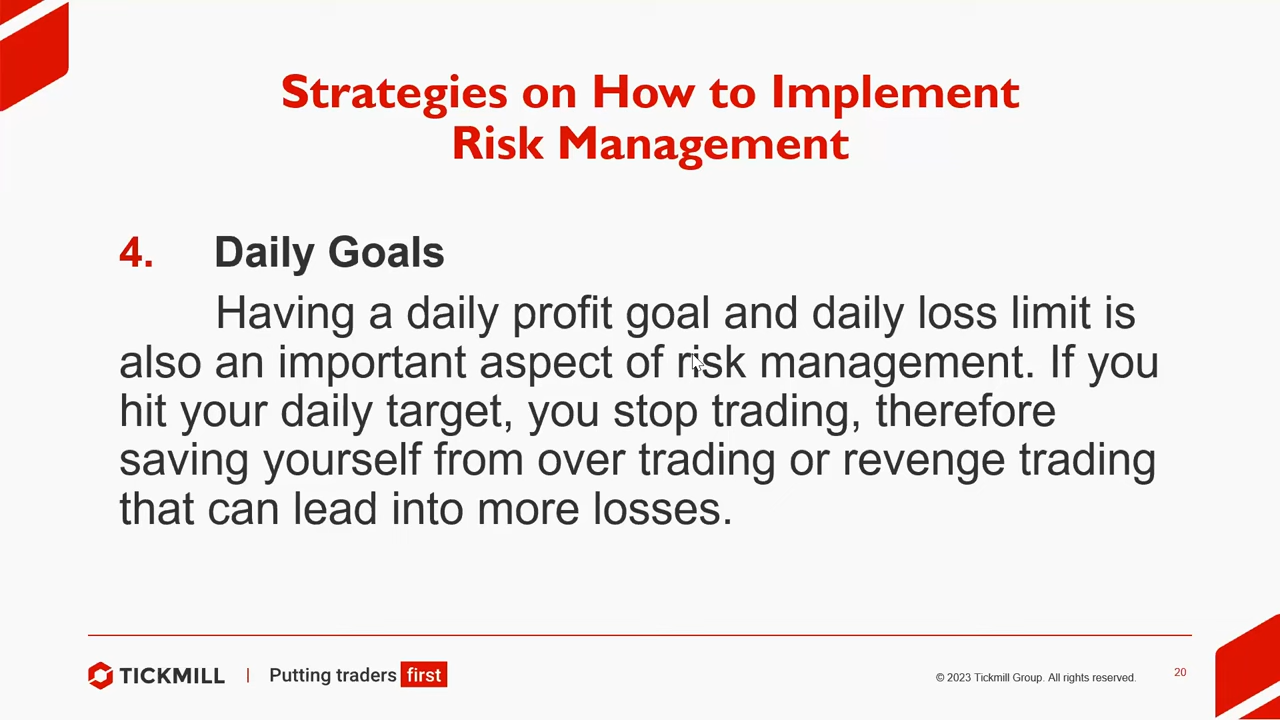 Strategies on How to Implement
Risk Management
4. Daily Goals
Having a daily profit goal and daily loss limit is
also an important aspect of risk management. If you
hit your daily target, you stop trading, therefore
saving yourself from over trading or revenge trading
that can lead into more losses.
TICKMILL | Putting traders first
© 2023 Tickmill Group. All rights reserved.
20